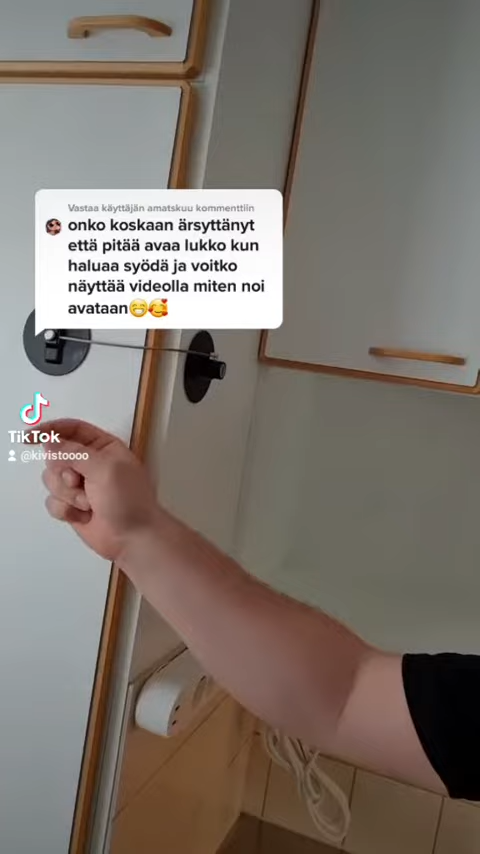 Vastaa käyttäjän amatskuu kommenttiin
onko koskaan ärsyttänyt
että pitää avaa lukko kun
haluaa syödä ja voitko
näyttää videolla miten noi
avataan😁🥰
TikTok
@kivistoooo